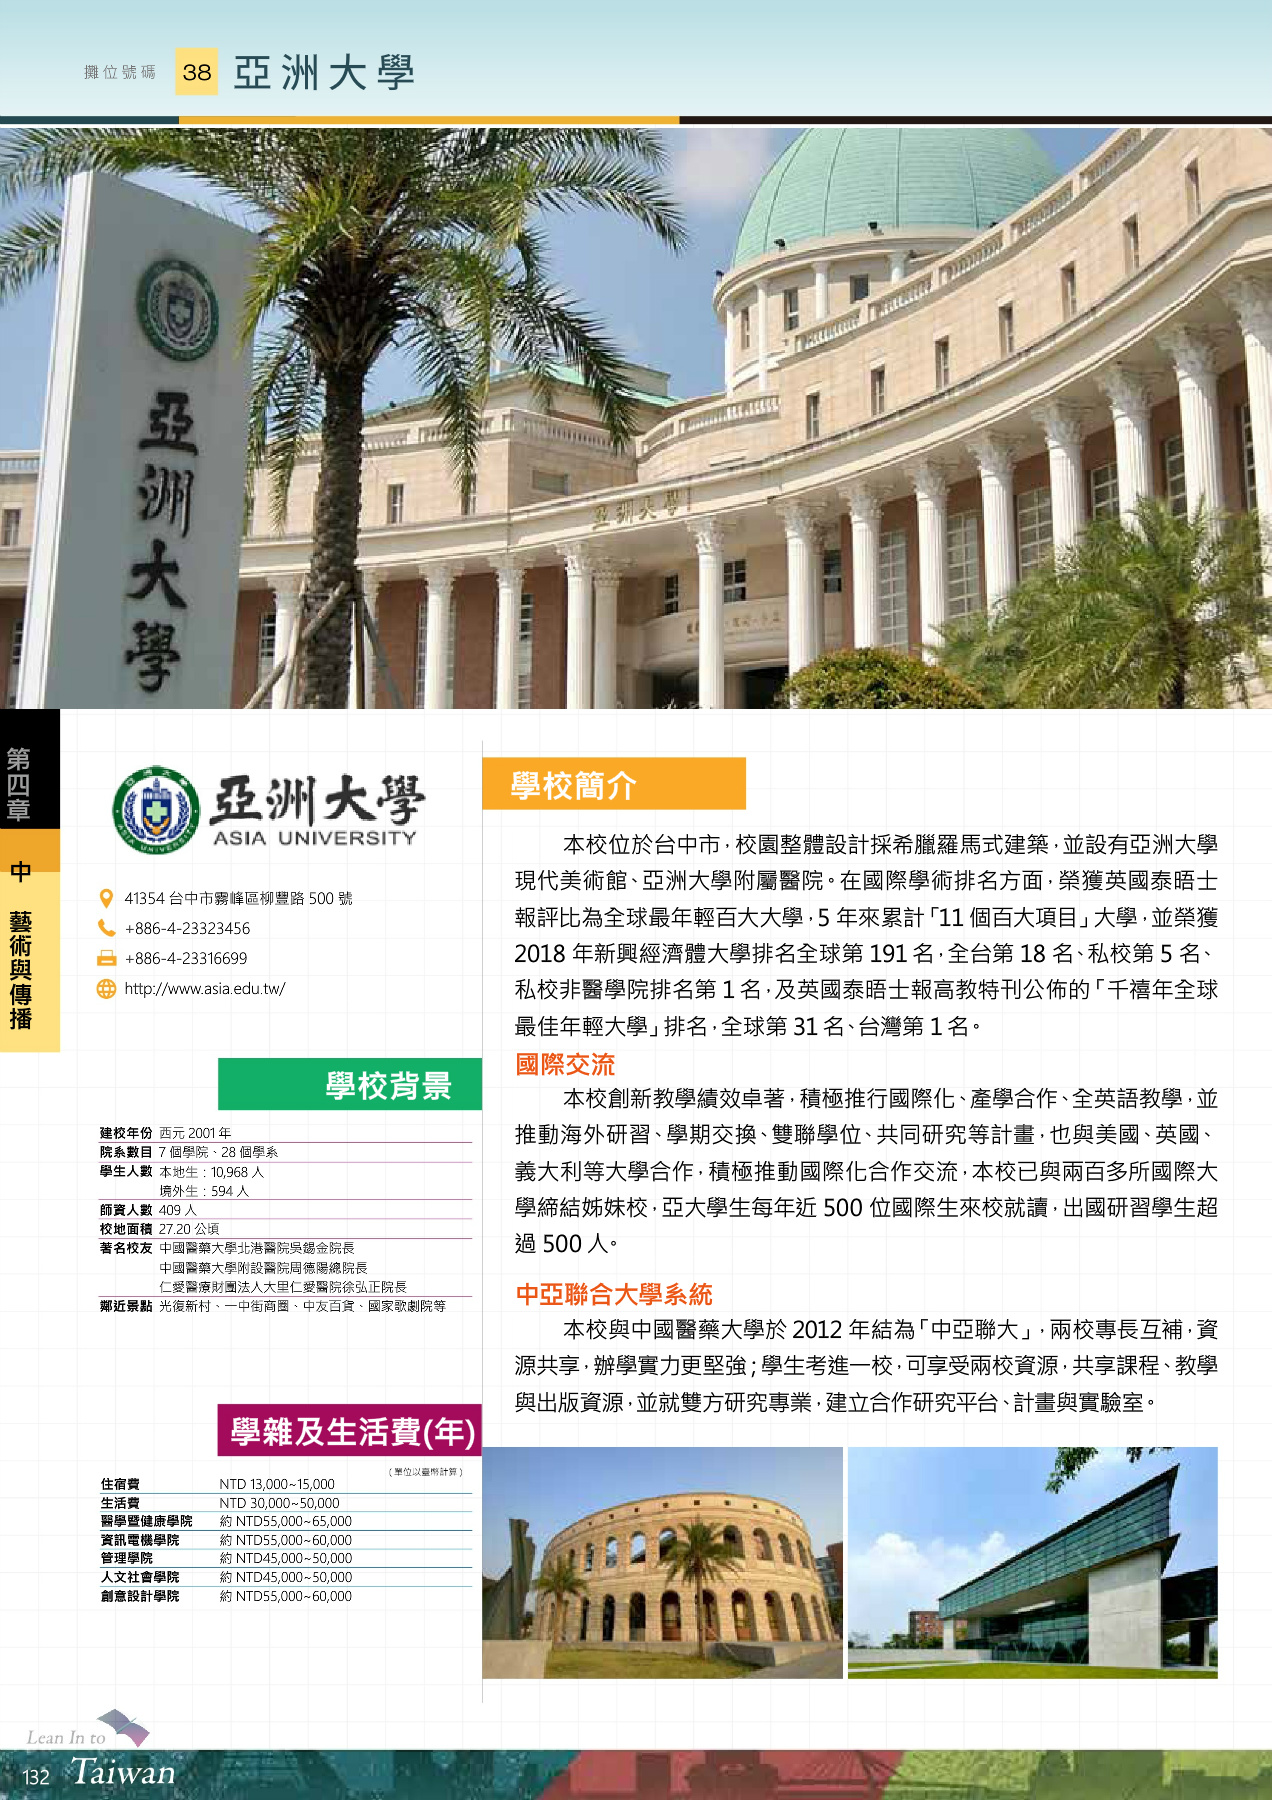 攤位號碼 38 亞洲大學
亞洲大學
亞洲大學
第四章
中 藝術與傳播
亞洲大學
ASIA UNIVERSITY
41354 台中市霧峰區柳豐路 500 號
+886-4-23323456
+886-4-23316699
http://www.asia.edu.tw/
學校背景
建校年份 西元 2001 年
院系數目 7 個學院、28 個學系
學生人數 本地生：10,968 人
境外生：594 人
師資人數 409 人
校地面積 27.20 公頃
著名校友 中國醫藥大學北港醫院吳錫金院長
中國醫藥大學附設醫院周德陽總院長
仁愛醫療財團法人大里仁愛醫院徐弘正院長
鄰近景點 光復新村、一中街商圈、中友百貨、國家歌劇院等
學雜及生活費(年)
（單位以臺幣計算）
住宿費 NTD 13,000~15,000
生活費 NTD 30,000~50,000
醫學暨健康學院 約 NTD55,000~65,000
資訊電機學院 約 NTD55,000~60,000
管理學院 約 NTD45,000~50,000
人文社會學院 約 NTD45,000~50,000
創意設計學院 約 NTD55,000~60,000
學校簡介
本校位於台中市，校園整體設計採希臘羅馬式建築，並設有亞洲大學
現代美術館、亞洲大學附屬醫院。在國際學術排名方面，榮獲英國泰晤士
報評比為全球最年輕百大大學，5 年來累計「11 個百大項目」大學，並榮獲
2018 年新興經濟體大學排名全球第 191 名，全台第 18 名、私校第 5 名、
私校非醫學院排名第 1 名，及英國泰晤士報高教特刊公佈的「千禧年全球
最佳年輕大學」排名，全球第 31 名、台灣第 1 名。
國際交流
本校創新教學績效卓著，積極推行國際化、產學合作、全英語教學，並
推動海外研習、學期交換、雙聯學位、共同研究等計畫，也與美國、英國、
義大利等大學合作，積極推動國際化合作交流，本校已與兩百多所國際大
學締結姊妹校，亞大學生每年近 500 位國際生來校就讀，出國研習學生超
過 500 人。
中亞聯合大學系統
本校與中國醫藥大學於 2012 年結為「中亞聯大」，兩校專長互補，資
源共享，辦學實力更堅強；學生考進一校，可享受兩校資源，共享課程、教學
與出版資源，並就雙方研究專業，建立合作研究平台、計畫與實驗室。
Lean In to
132 Taiwan